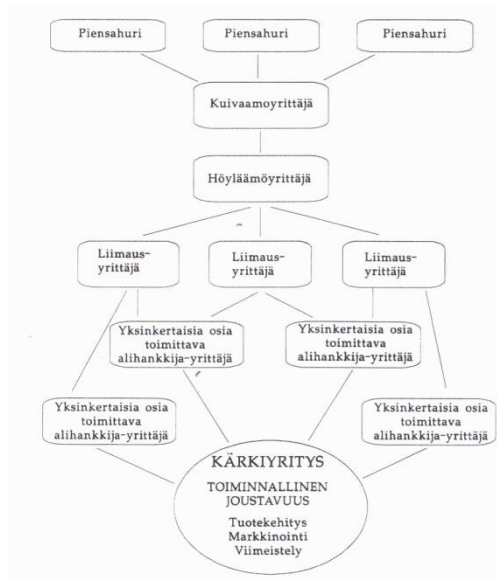 Piensahuri
Piensahuri
Piensahuri
Kuivaamoyrittäjä
Höyläämöyrittäjä
Liimaus-
yrittäjä
Liimaus-
yrittäjä
Liimaus-
yrittäjä
Yksinkertaisia osia
toimittava
alihankkija-yrittäjä
Yksinkertaisia osia
toimittava
alihankkija-yrittäjä
Yksinkertaisia osia
toimittava
alihankkija-yrittäjä
Yksinkertaisia osia
toimittava
alihankkija-yrittäjä
KÄRKIYRITYS
TOIMINNALLINEN
JOUSTAVUUS
Tuotekehitys
Markkinointi
Viimeistely